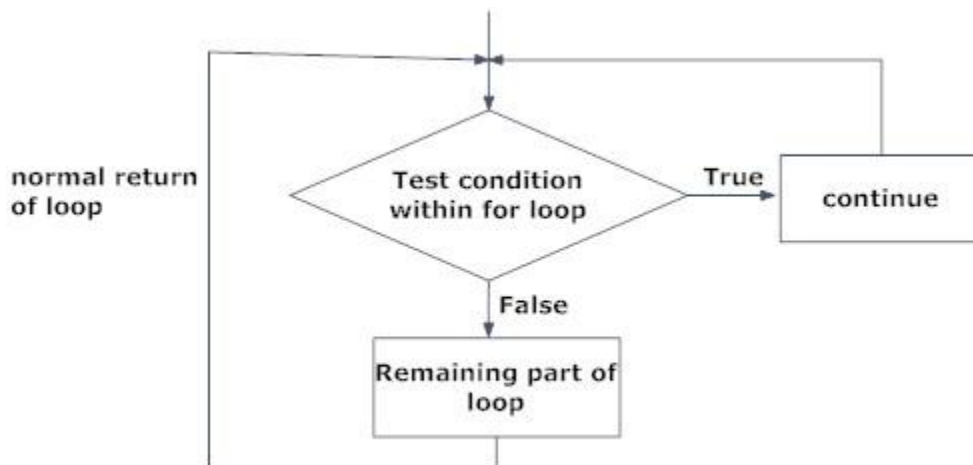 normal return
of loop
Test condition
within for loop
True
continue
False
Remaining part of
loop